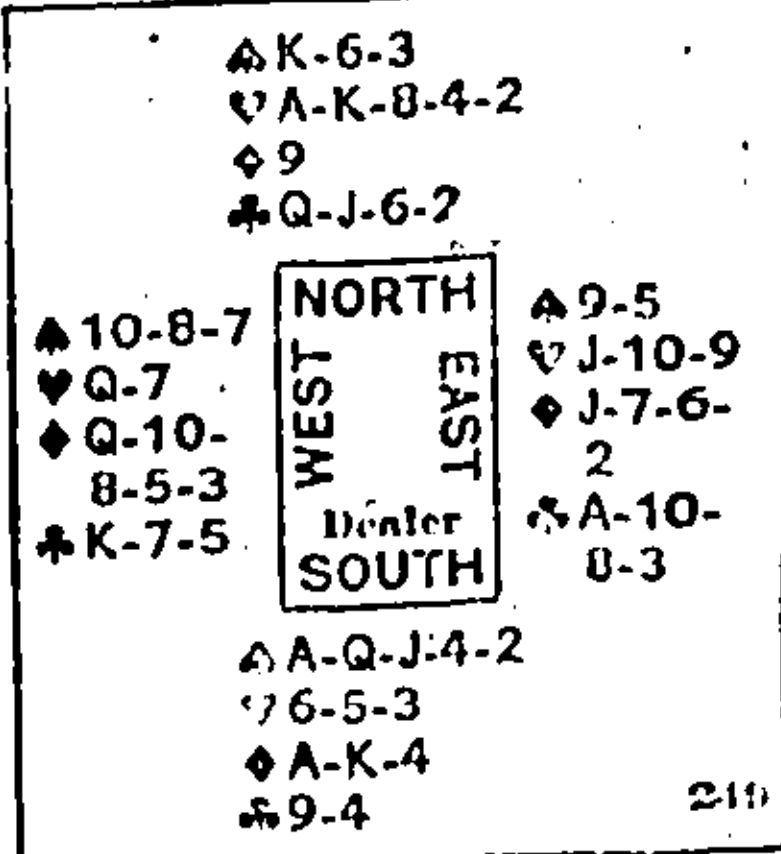 ♠ K-6-3
♥ A-K-8-4-2
♦ 9
♣ Q-J-6-2
NORTH
♠ 10-8-7
♥ Q-7
♦ Q-10-
8-5-3
♣ K-7-5
WEST
EAST
♠ 9-5
♥ J-10-9
♦ J-7-6-
2
♣ A-10-
8-3
Dealer
SOUTH
♠ A-Q-J-4-2
♥ 6-5-3
♦ A-K-4
♣ 9-4